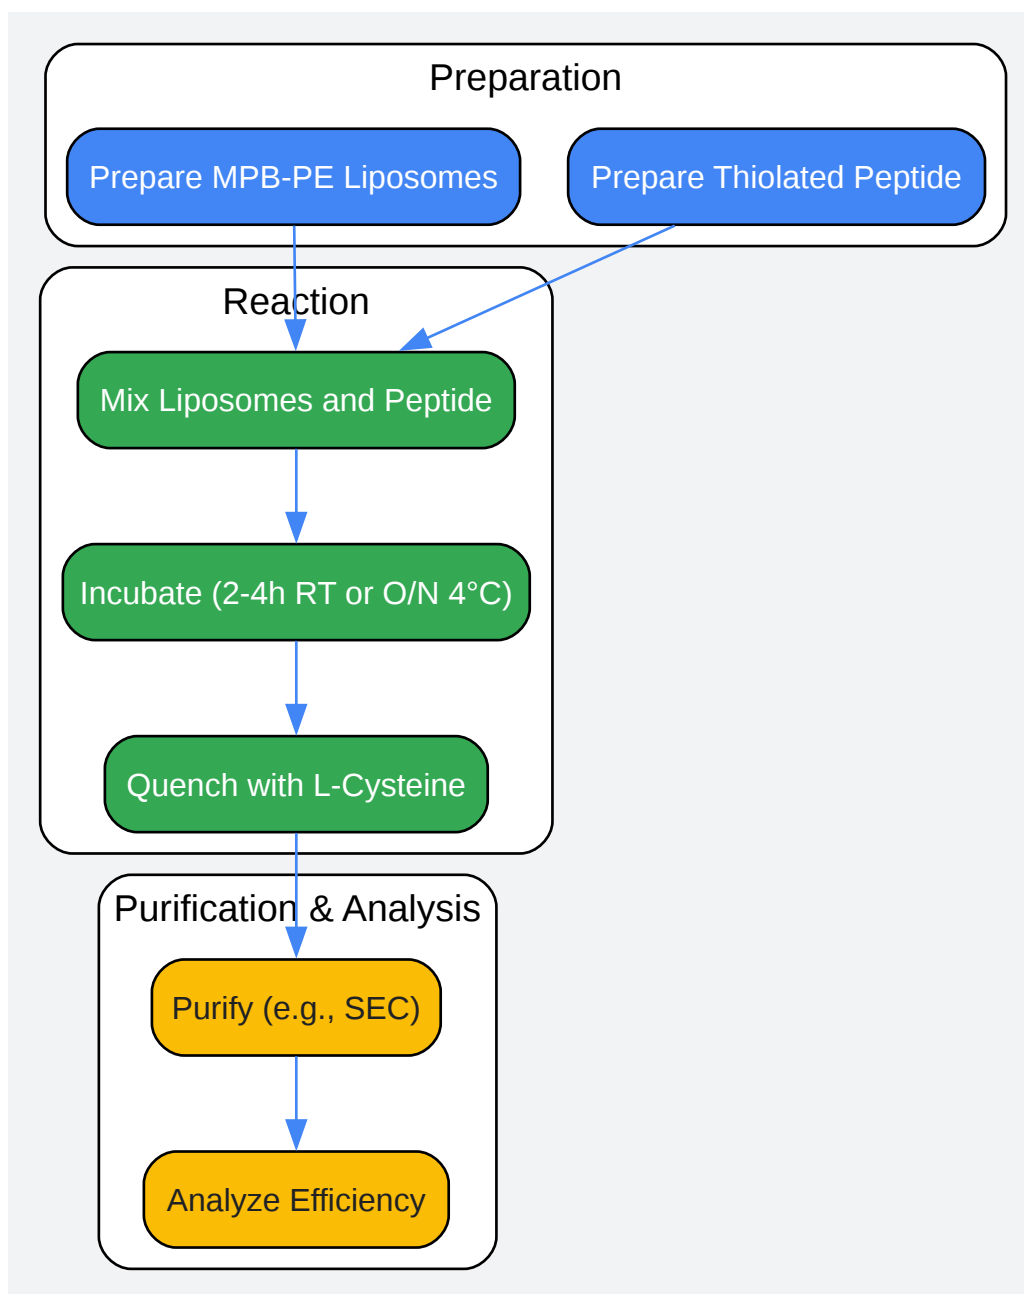 Preparation
Prepare MPB-PE Liposomes
Prepare Thiolated Peptide
Reaction
Mix Liposomes and Peptide
Incubate (2-4h RT or O/N 4°C)
Quench with L-Cysteine
Purification & Analysis
Purify (e.g., SEC)
Analyze Efficiency